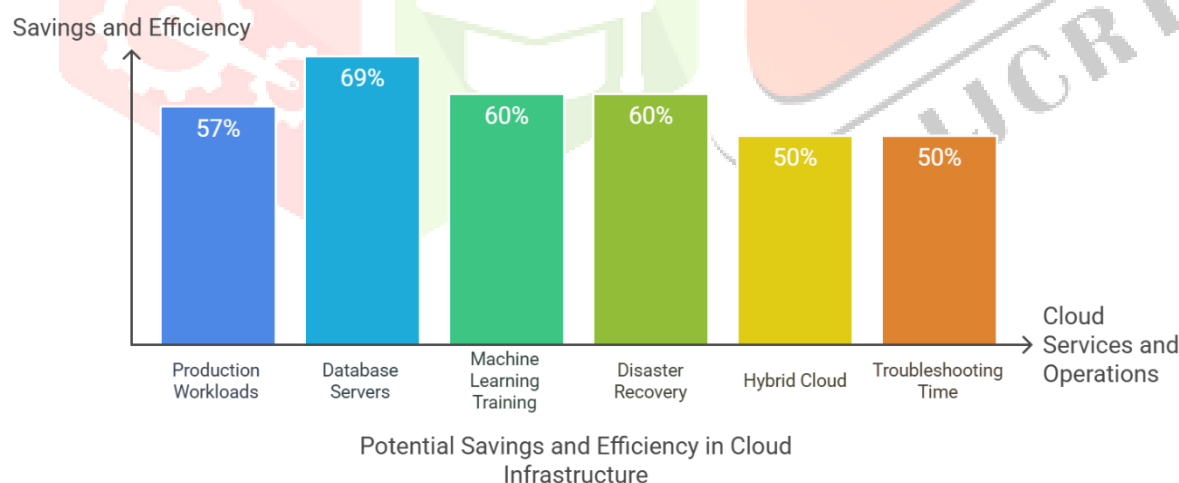 Savings and Efficiency
57%
69%
60%
60%
50%
50%
Production
Workloads
Database
Servers
Machine
Learning
Training
Disaster
Recovery
Hybrid Cloud
Troubleshooting
Time
Cloud
Services and
Operations
Potential Savings and Efficiency in Cloud
Infrastructure